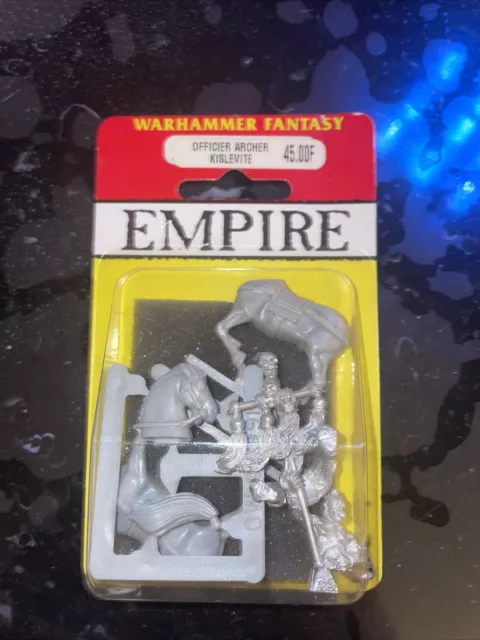 WARHAMMER FANTASY
OFFICIER ARCHER
KISLEVITE
45.00F
EMPIRE